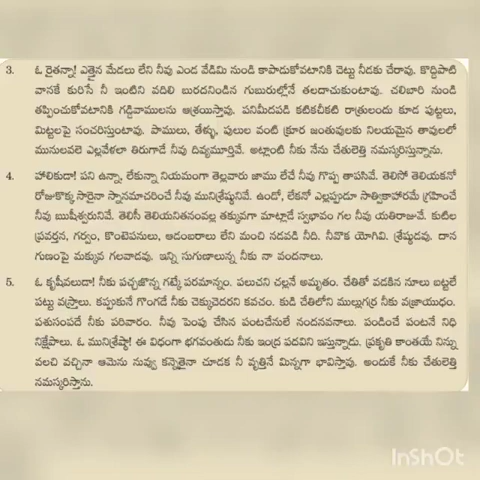 3. ఓ రైతన్నా! ఎత్తైన మేడలు లేని నీవు ఎండ వేడిమి నుండి కాపాడుకోవటానికి చెట్టు నీడకు చేరావు. కొద్దిపాటి
వానకే కురిసే నీ ఇంటిని వదిలి బురదనిండిన గుబురుల్లోనే తలదాచుకుంటావు. చలిబారి నుండి
తప్పించుకోవటానికి గడ్డివాములను ఆశ్రయిస్తావు. పనిమీదపడి కటికచీకటి రాత్రులందు కూడ పుట్టలు,
మిట్టలపై సంచరిస్తుంటావు. పాములు, తేళ్ళు, పులుల వంటి క్రూర జంతువులకు నిలయమైన తావులలో
మునులవలె ఎల్లవేళలా తిరుగాడే నీవు దివ్యమూర్తివే. అట్లాంటి నీకు నేను చేతులెత్తి నమస్కరిస్తున్నాను.
4. హాలికుడా! పని ఉన్నా, లేకున్నా నియమంగా తెల్లవారు జాము లేచే నీవు గొప్ప తాపసివే. తెలిసో తెలియకనో
రోజుకొక్క సారైనా స్నానమాచరించే నీవు మునిశ్రేష్ఠునివే. ఉండో, లేకనో ఎల్లప్పుడూ సాత్వికాహారమే గ్రహించే
నీవు ఋషీశ్వరునివే. తెలిసీ తెలియనితనంవల్ల తక్కువగా మాట్లాడే స్వభావం గల నీవు యతిరాజువే. కుటిల
ప్రవర్తన, గర్వం, కొంటెపనులు, ఆడంబరాలు లేని మంచి నడవడి నీది. నీవొక యోగివి. శ్రేష్ఠుడవు, దాన
గుణంపై మక్కువ గలవాడవు. ఇన్ని సుగుణాలున్న నీకు నా వందనాలు.
5. ఓ కృషీవలుడా! నీకు పచ్చజొన్న గట్కే పరమాన్నం. పలుచని చల్లనే అమృతం. చేతితో వడకిన నూలు బట్టలే
పట్టు వస్త్రాలు. కప్పుకునే గొంగడే నీకు చెక్కుచెదరని కవచం. కుడి చేతిలోని ముల్లుగర్ర నీకు వజ్రాయుధం.
పశుసంపదే నీకు పరివారం. నీవు పెంపు చేసిన పంటచేనులే నందనవనాలు. పండించే పంటనే నిధి
నిక్షేపాలు. ఓ మునిశ్రేష్ఠా! ఈ విధంగా భగవంతుడు నీకు ఇంద్ర పదవిని ఇస్తున్నాడు. ప్రకృతి కాంతయే నిన్ను
వలచి వచ్చినా ఆమెను నువ్వు కన్నెత్తైనా చూడక నీ వృత్తినే మిన్నగా భావిస్తావు. అందుకే నీకు చేతులెత్తి
నమస్కరిస్తాను.
InShOt